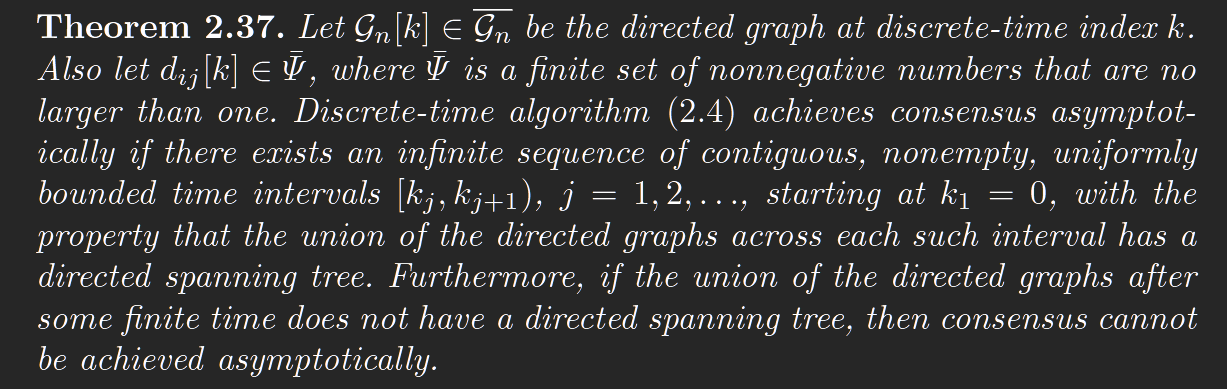 Theorem 2.37. Let 𝒢ₙ[k] ∈ 𝒢ₙ̅ be the directed graph at discrete-time index k.
Also let dᵢⱼ[k] ∈ Ψ̄, where Ψ̄ is a finite set of nonnegative numbers that are no
larger than one. Discrete-time algorithm (2.4) achieves consensus asymptot-
ically if there exists an infinite sequence of contiguous, nonempty, uniformly
bounded time intervals [kⱼ, kⱼ₊₁), j = 1, 2, . . ., starting at k₁ = 0, with the
property that the union of the directed graphs across each such interval has a
directed spanning tree. Furthermore, if the union of the directed graphs after
some finite time does not have a directed spanning tree, then consensus cannot
be achieved asymptotically.